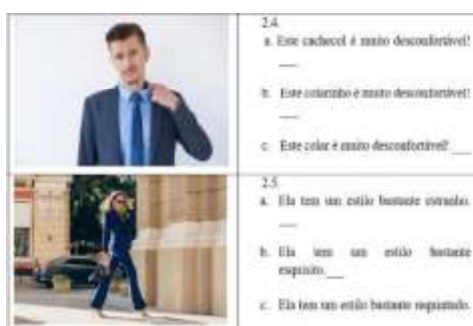 2.4.
a. Este cachecol é muito desconfortável!
___
b. Este colarinho é muito desconfortável!
___
c. Este colar é muito desconfortável? ___
2.5.
a. Ela tem um estilo bastante estranho.
___
b. Ela tem um estilo bastante
esquisito. ___
c. Ela tem um estilo bastante requintado.